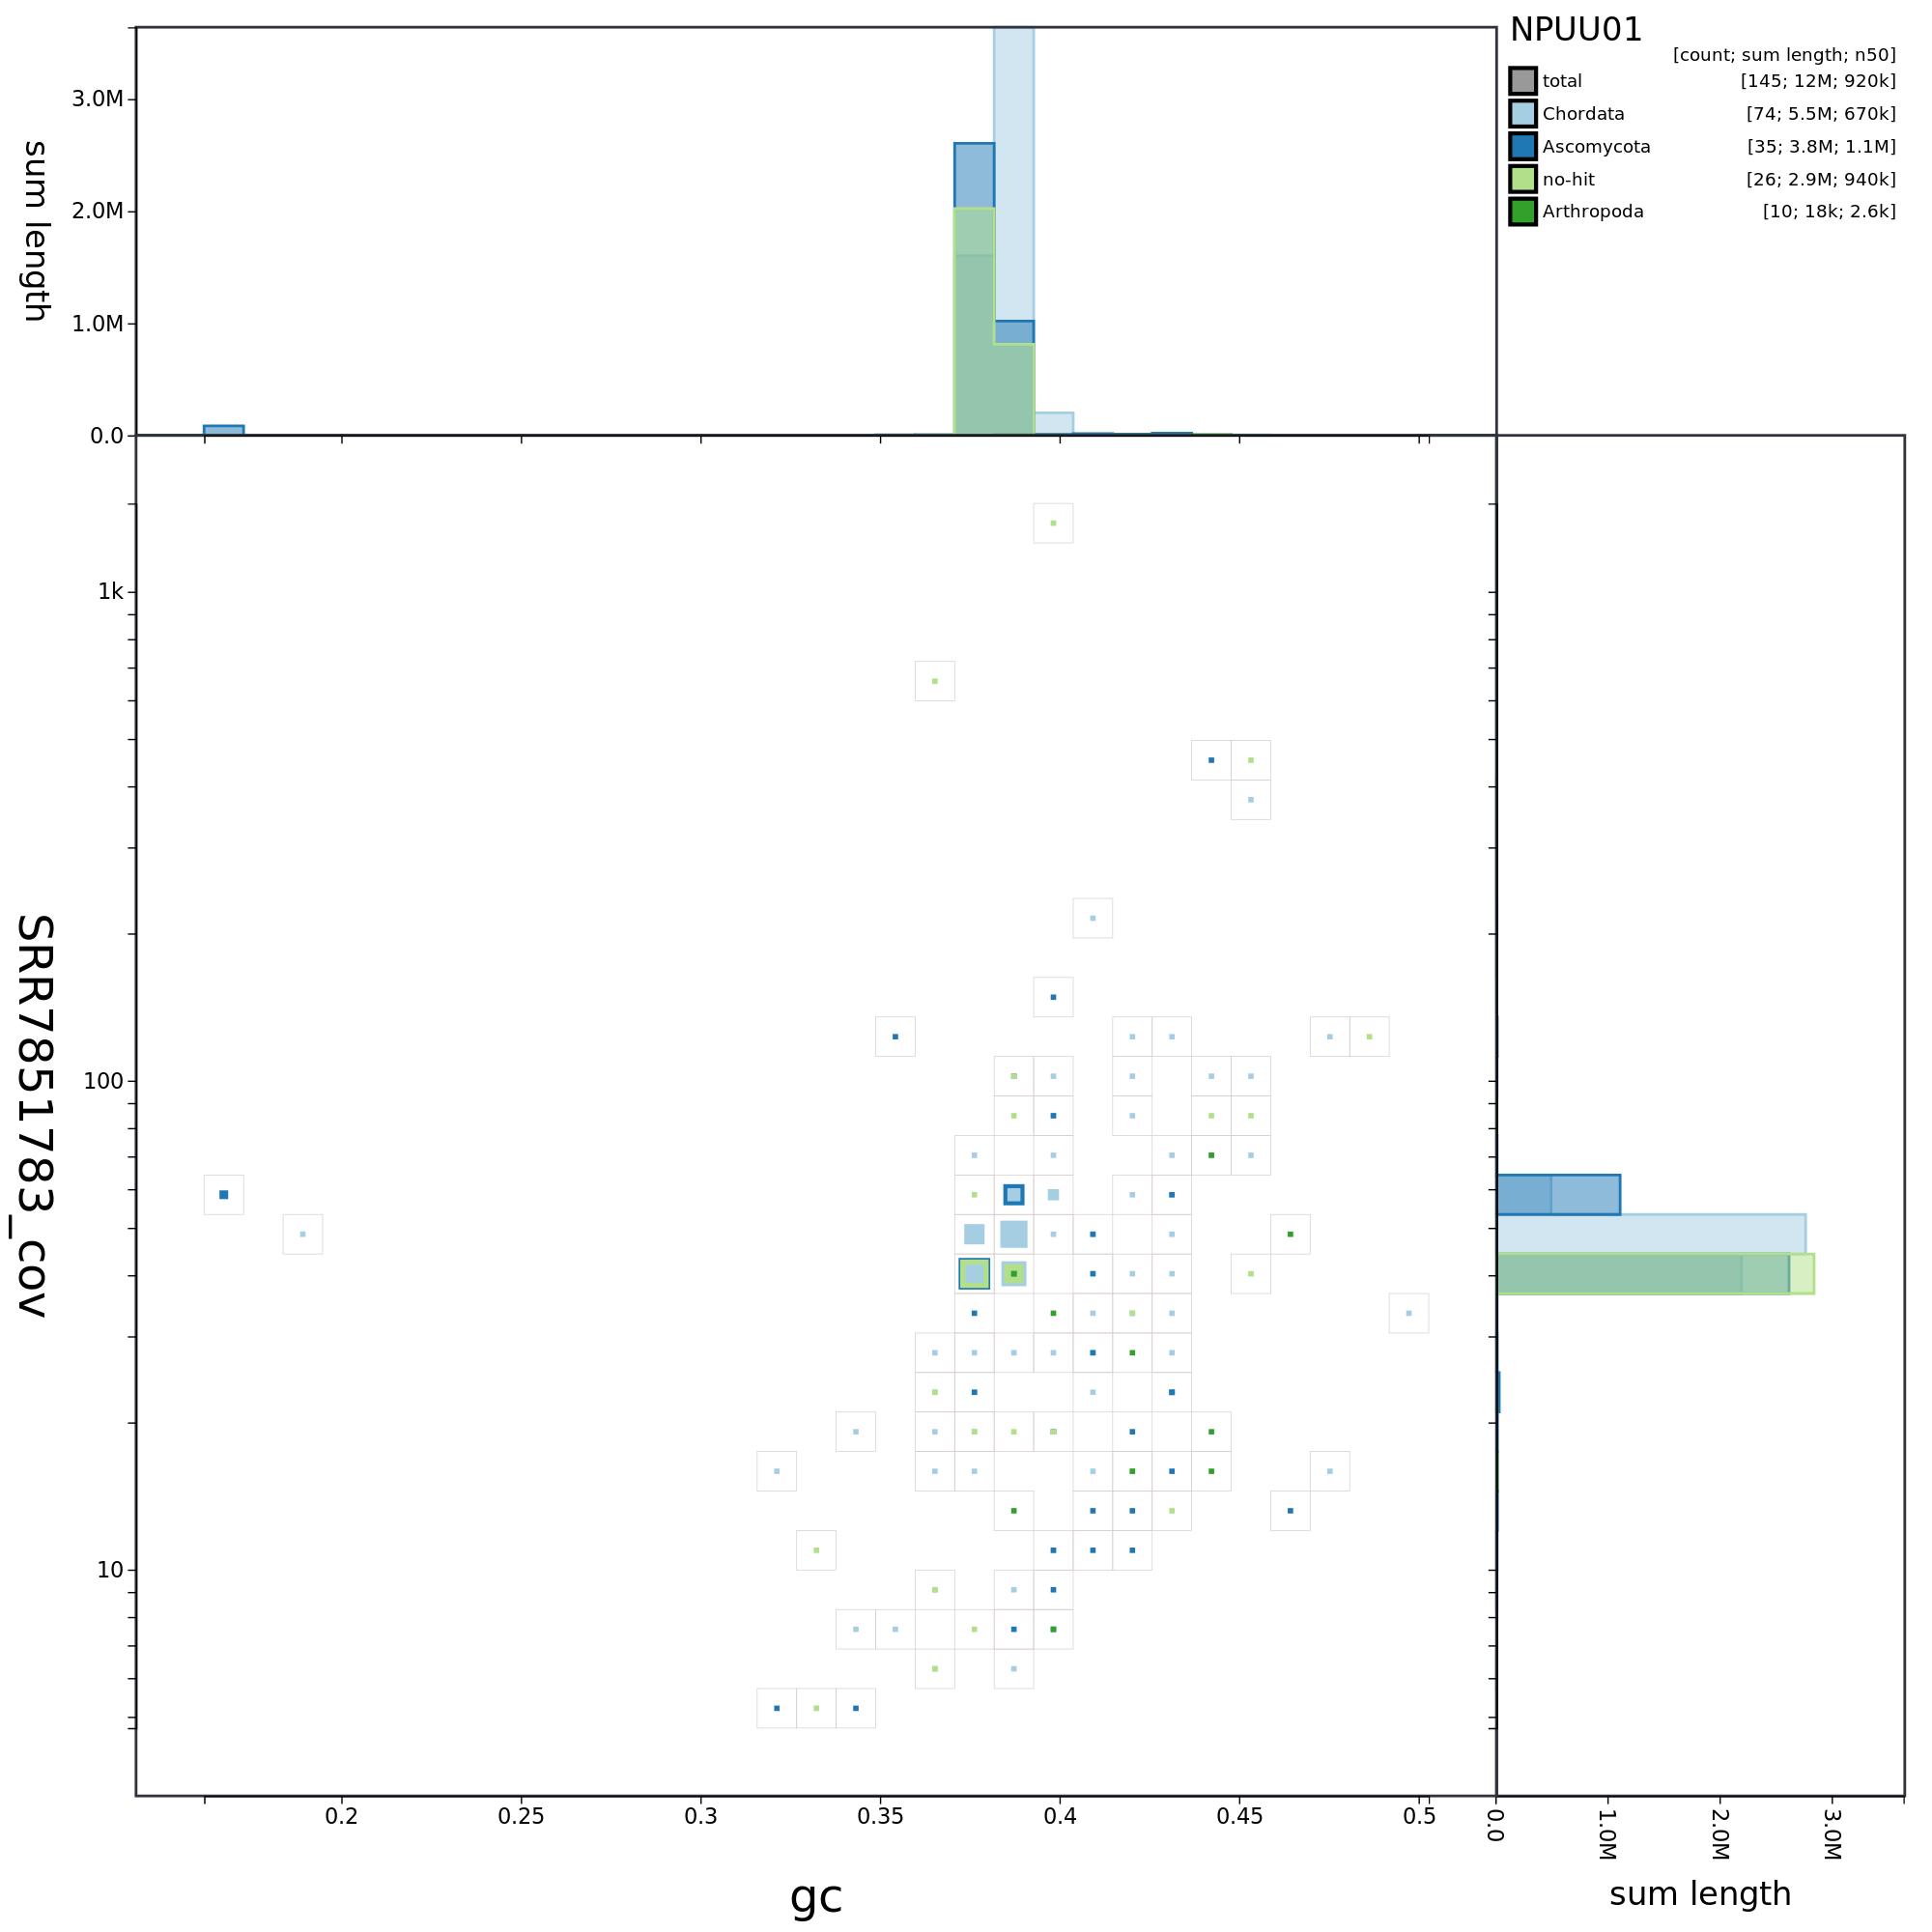 NPUU01
[count; sum length; n50]
total [145; 12M; 920k]
Chordata [74; 5.5M; 670k]
Ascomycota [35; 3.8M; 1.1M]
no-hit [26; 2.9M; 940k]
Arthropoda [10; 18k; 2.6k]
sum length
3.0M
2.0M
1.0M
0.0
SRR7851783_cov
1k
100
10
0.2 0.25 0.3 0.35 0.4 0.45 0.5
gc
0.0 1.0M 2.0M 3.0M
sum length